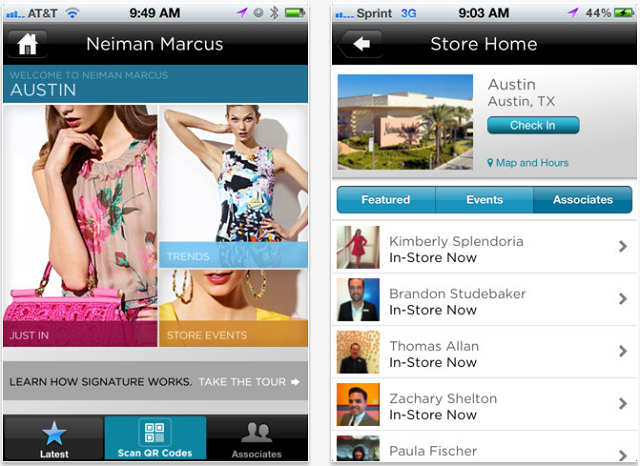 AT&T 9:49 AM
Neiman Marcus
WELCOME TO NEIMAN MARCUS
AUSTIN
TRENDS
JUST IN
STORE EVENTS
LEARN HOW SIGNATURE WORKS. TAKE THE TOUR
Latest
Scan QR Codes
Associates
Sprint 3G 9:03 AM 44%
Store Home
Austin
Austin, TX
Check In
Map and Hours
Featured
Events
Associates
Kimberly Splendoria
In-Store Now
Brandon Studebaker
In-Store Now
Thomas Allan
In-Store Now
Zachary Shelton
In-Store Now
Paula Fischer